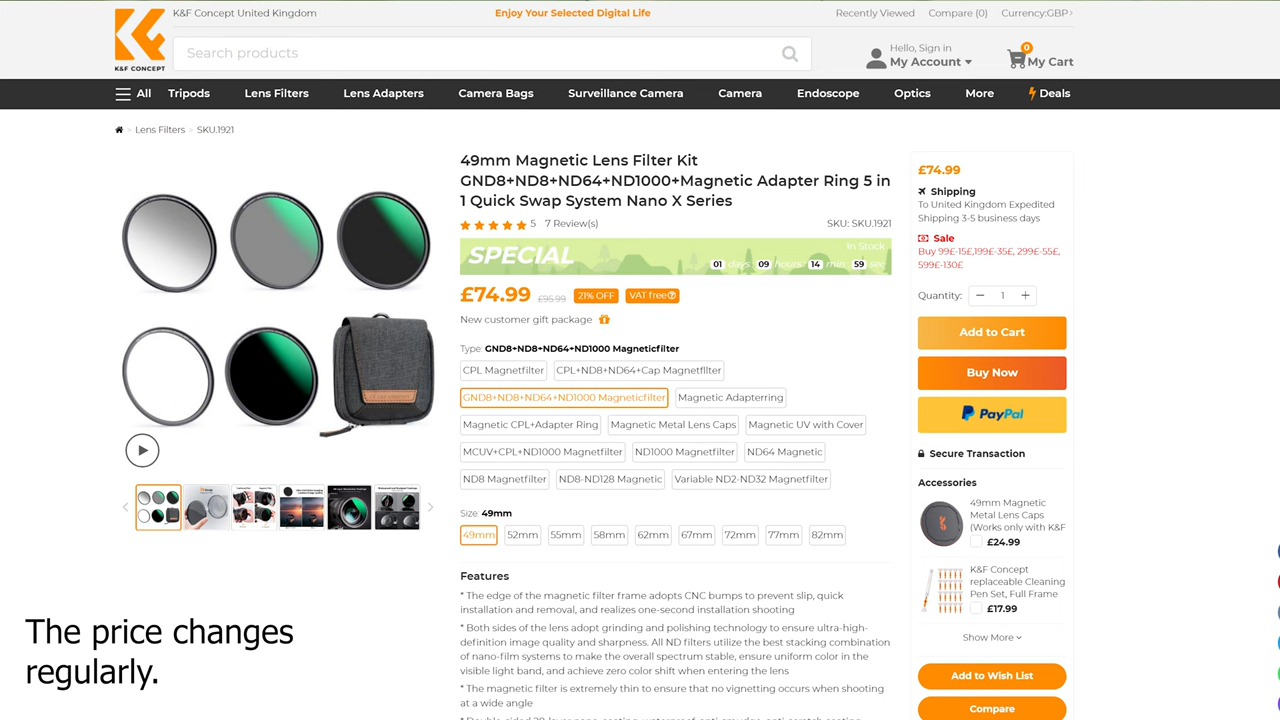 K&F Concept United Kingdom
Enjoy Your Selected Digital Life
Recently Viewed
Compare (0)
Currency:GBP
K&F CONCEPT
Search products
Hello, Sign in
My Account
0
My Cart
All
Tripods
Lens Filters
Lens Adapters
Camera Bags
Surveillance Camera
Camera
Endoscope
Optics
More
Deals
> Lens Filters > SKU.1921
49mm Magnetic Lens Filter Kit
GND8+ND8+ND64+ND1000+Magnetic Adapter Ring 5 in
1 Quick Swap System Nano X Series
5 7 Review(s)
SKU: SKU.1921
SPECIAL
In Stock
01 days : 09 hours : 14 min : 59 sec
£74.99 £95.99 21% OFF VAT free
New customer gift package
Type: GND8+ND8+ND64+ND1000 Magneticfilter
CPL Magnetfilter
CPL+ND8+ND64+Cap Magnetfilter
GND8+ND8+ND64+ND1000 Magneticfilter
Magnetic Adapterring
Magnetic CPL+Adapter Ring
Magnetic Metal Lens Caps
Magnetic UV with Cover
MCUV+CPL+ND1000 Magnetfilter
ND1000 Magnetfilter
ND64 Magnetic
ND8 Magnetfilter
ND8-ND128 Magnetic
Variable ND2-ND32 Magnetfilter
Size: 49mm
49mm
52mm
55mm
58mm
62mm
67mm
72mm
77mm
82mm
Features
* The edge of the magnetic filter frame adopts CNC bumps to prevent slip, quick
installation and removal, and realizes one-second installation shooting
* Both sides of the lens adopt grinding and polishing technology to ensure ultra-high-
definition image quality and sharpness. All ND filters utilize the best stacking combination
of nano-film systems to make the overall spectrum stable, ensure uniform color in the
visible light band, and achieve zero color shift when entering the lens
* The magnetic filter is extremely thin to ensure that no vignetting occurs when shooting
at a wide angle
£74.99
Shipping
To United Kingdom Expedited
Shipping 3-5 business days
Sale
Buy 99£-15£,199£-35£, 299£-55£,
599£-130£
Quantity: 1
Add to Cart
Buy Now
PayPal
Secure Transaction
Accessories
49mm Magnetic
Metal Lens Caps
(Works only with K&F
£24.99
K&F Concept
replaceable Cleaning
Pen Set, Full Frame
£17.99
Show More
Add to Wish List
Compare
The price changes
regularly.